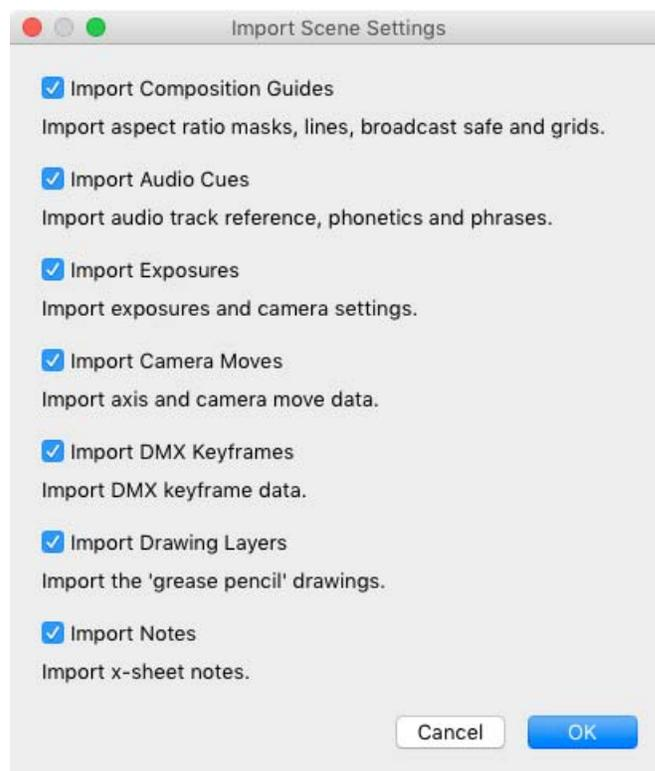 Import Scene Settings
Import Composition Guides
Import aspect ratio masks, lines, broadcast safe and grids.
Import Audio Cues
Import audio track reference, phonetics and phrases.
Import Exposures
Import exposures and camera settings.
Import Camera Moves
Import axis and camera move data.
Import DMX Keyframes
Import DMX keyframe data.
Import Drawing Layers
Import the 'grease pencil' drawings.
Import Notes
Import x-sheet notes.
Cancel OK